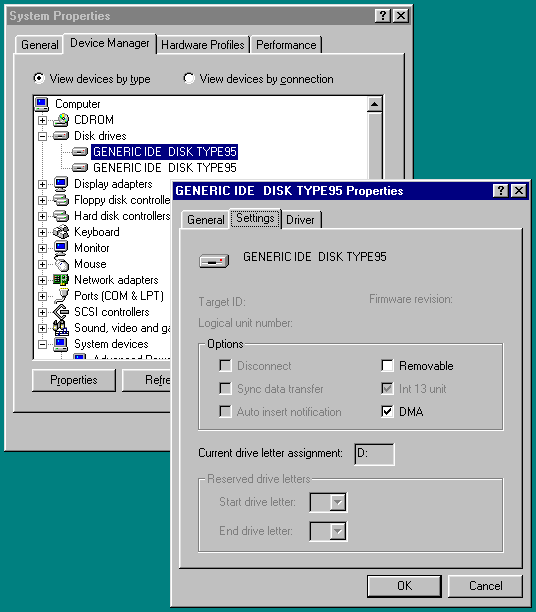 System Properties
General
Device Manager
Hardware Profiles
Performance
View devices by type
View devices by connection
Computer
CDROM
Disk drives
GENERIC IDE  DISK TYPE95
GENERIC IDE  DISK TYPE95
Display adapters
Floppy disk controlle
Hard disk controllers
Keyboard
Monitor
Mouse
Network adapters
Ports (COM & LPT)
SCSI controllers
Sound, video and ga
System devices
Properties
Refre
GENERIC IDE  DISK TYPE95 Properties
General
Settings
Driver
GENERIC IDE  DISK TYPE95
Target ID:
Firmware revision:
Logical unit number:
Options
Disconnect
Removable
Sync data transfer
Int 13 unit
Auto insert notification
DMA
Current drive letter assignment:
D:
Reserved drive letters
Start drive letter:
End drive letter:
OK
Cancel